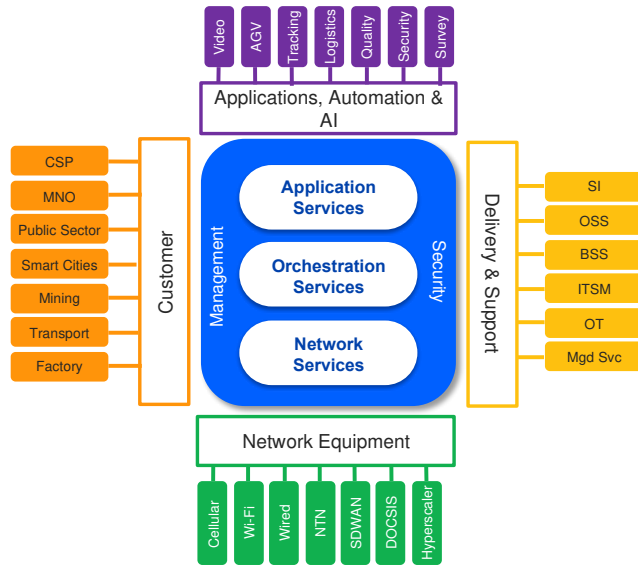 Video
AGV
Tracking
Logistics
Quality
Security
Survey
Applications, Automation &
AI
CSP
MNO
Public Sector
Smart Cities
Mining
Transport
Factory
Customer
Management
Application
Services
Orchestration
Services
Network
Services
Security
Delivery & Support
SI
OSS
BSS
ITSM
OT
Mgd Svc
Network Equipment
Cellular
Wi-Fi
Wired
NTN
SDWAN
DOCSIS
Hyperscaler